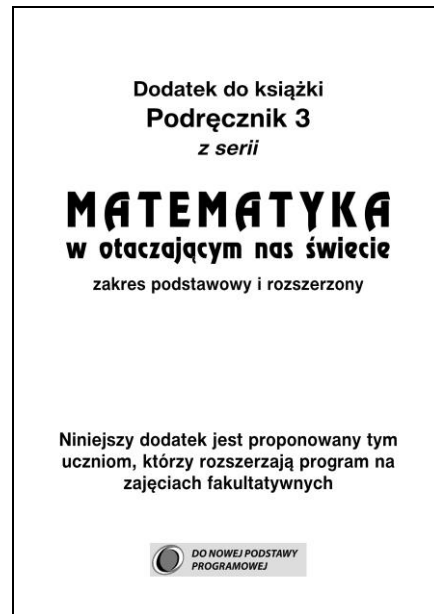 Dodatek do książki
Podręcznik 3
z serii
MATEMATYKA
w otaczającym nas świecie
zakres podstawowy i rozszerzony
Niniejszy dodatek jest proponowany tym
uczniom, którzy rozszerzają program na
zajęciach fakultatywnych
DO NOWEJ PODSTAWY
PROGRAMOWEJ